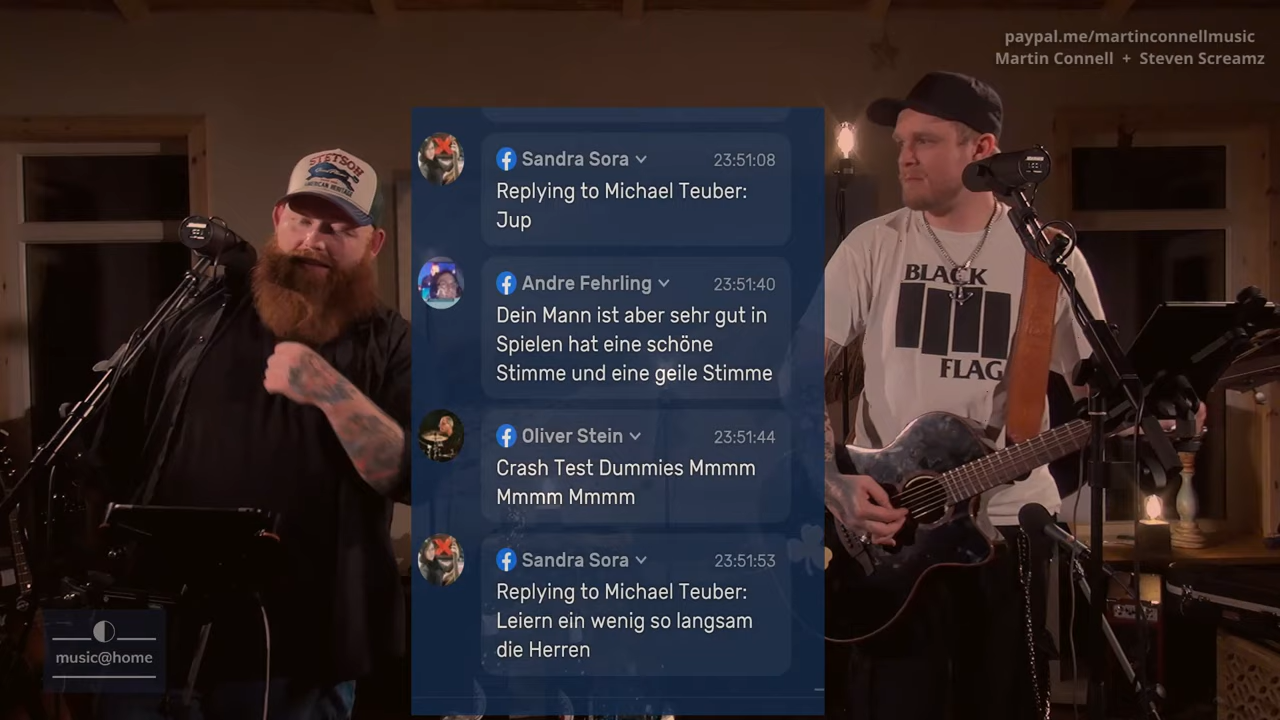 paypal.me/martinconnellmusic
Martin Connell + Steven Screamz
STETSON
AMERICAN HERITAGE
BLACK
FLAG
Sandra Sora 23:51:08
Replying to Michael Teuber:
Jup
Andre Fehrling 23:51:40
Dein Mann ist aber sehr gut in
Spielen hat eine schöne
Stimme und eine geile Stimme
Oliver Stein 23:51:44
Crash Test Dummies Mmmm
Mmmm Mmmm
Sandra Sora 23:51:53
Replying to Michael Teuber:
Leiern ein wenig so langsam
die Herren
music@home